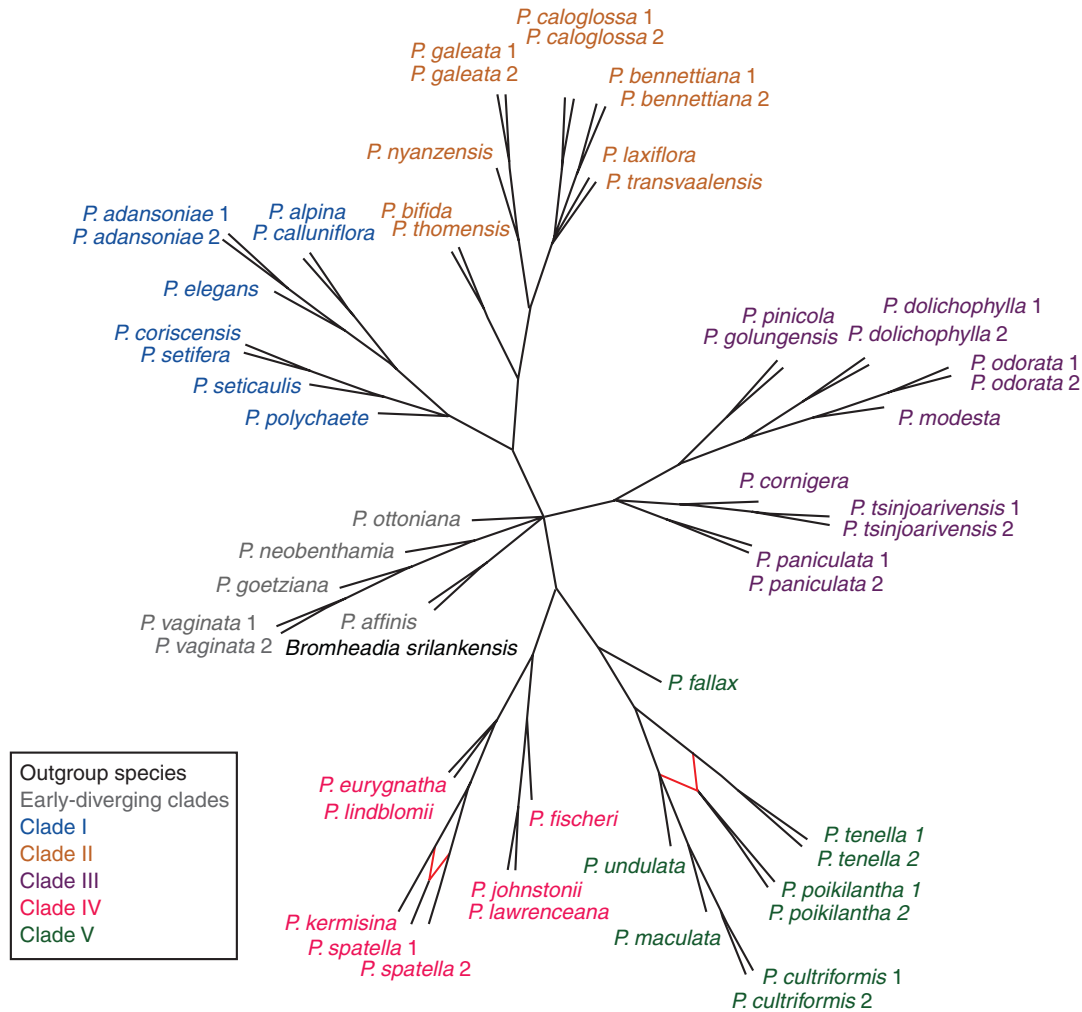 P. caloglossa 1
P. caloglossa 2
P. galeata 1
P. galeata 2
P. bennettiana 1
P. bennettiana 2
P. nyanzensis
P. laxiflora
P. transvaalensis
P. adansoniae 1
P. adansoniae 2
P. alpina
P. calluniflora
P. bifida
P. thomensis
P. elegans
P. coriscensis
P. setifera
P. seticaulis
P. polychaete
P. pinicola
P. golungensis
P. dolichophylla 1
P. dolichophylla 2
P. odorata 1
P. odorata 2
P. modesta
P. cornigera
P. tsinjoarivensis 1
P. tsinjoarivensis 2
P. paniculata 1
P. paniculata 2
P. ottoniana
P. neobenthamia
P. goetziana
P. vaginata 1
P. vaginata 2
P. affinis
Bromheadia srilankensis
P. fallax
P. eurygnatha
P. lindblomii
P. fischeri
P. johnstonii
P. lawrenceana
P. kermisina
P. spatella 1
P. spatella 2
P. undulata
P. maculata
P. tenella 1
P. tenella 2
P. poikilantha 1
P. poikilantha 2
P. cultriformis 1
P. cultriformis 2
Outgroup species
Early-diverging clades
Clade I
Clade II
Clade III
Clade IV
Clade V